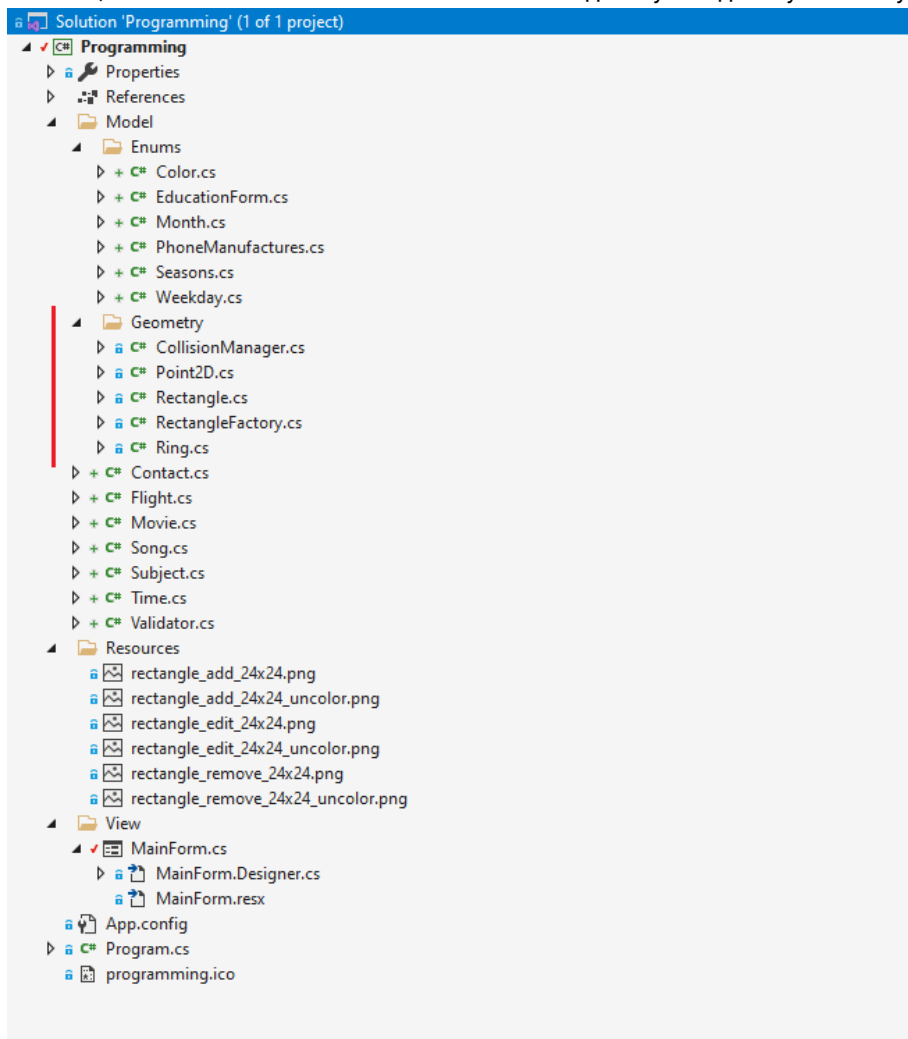 Solution 'Programming' (1 of 1 project)
C# Programming
Properties
References
Model
Enums
C# Color.cs
C# EducationForm.cs
C# Month.cs
C# PhoneManufactures.cs
C# Seasons.cs
C# Weekday.cs
Geometry
C# CollisionManager.cs
C# Point2D.cs
C# Rectangle.cs
C# RectangleFactory.cs
C# Ring.cs
C# Contact.cs
C# Flight.cs
C# Movie.cs
C# Song.cs
C# Subject.cs
C# Time.cs
C# Validator.cs
Resources
rectangle_add_24x24.png
rectangle_add_24x24_uncolor.png
rectangle_edit_24x24.png
rectangle_edit_24x24_uncolor.png
rectangle_remove_24x24.png
rectangle_remove_24x24_uncolor.png
View
MainForm.cs
MainForm.Designer.cs
MainForm.resx
App.config
C# Program.cs
programming.ico